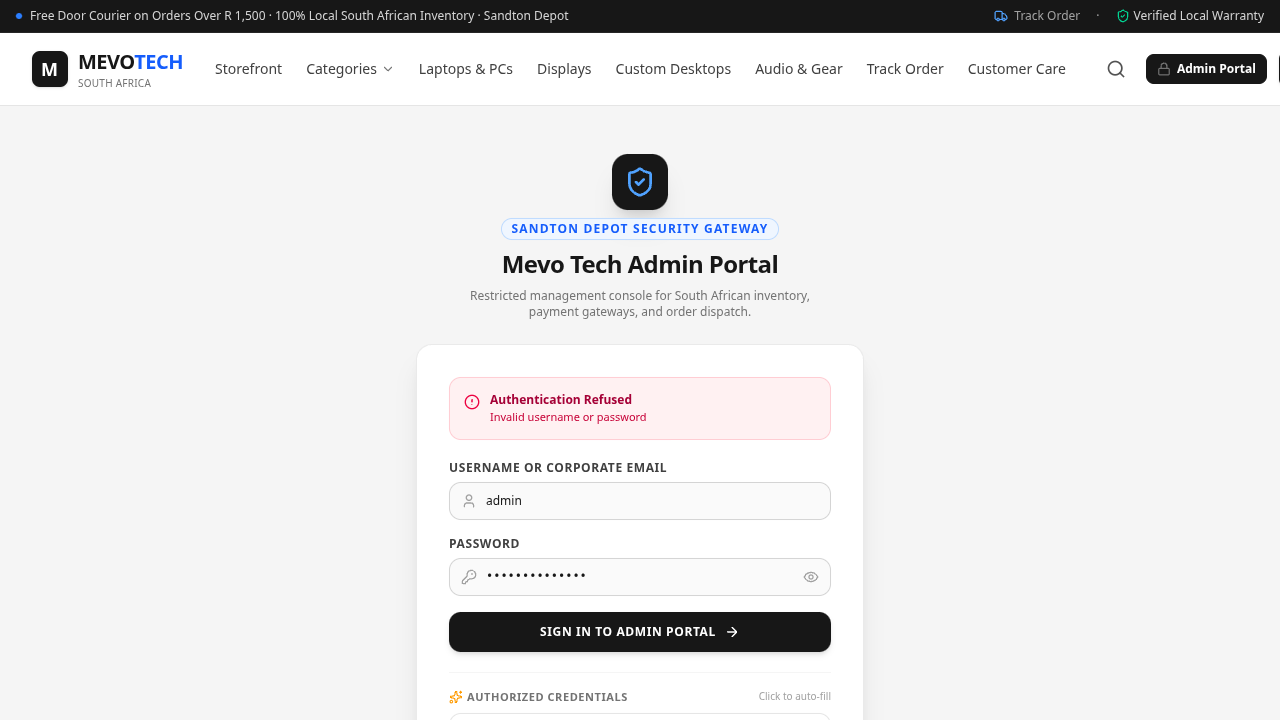 Free Door Courier on Orders Over R 1,500 · 100% Local South African Inventory · Sandton Depot
Track Order · Verified Local Warranty
M
MEVOTECH
SOUTH AFRICA
Storefront Categories Laptops & PCs Displays Custom Desktops Audio & Gear Track Order Customer Care Admin Portal
SANDTON DEPOT SECURITY GATEWAY
Mevo Tech Admin Portal
Restricted management console for South African inventory,
payment gateways, and order dispatch.
Authentication Refused
Invalid username or password
USERNAME OR CORPORATE EMAIL
admin
PASSWORD
••••••••••••••
SIGN IN TO ADMIN PORTAL
AUTHORIZED CREDENTIALS Click to auto-fill